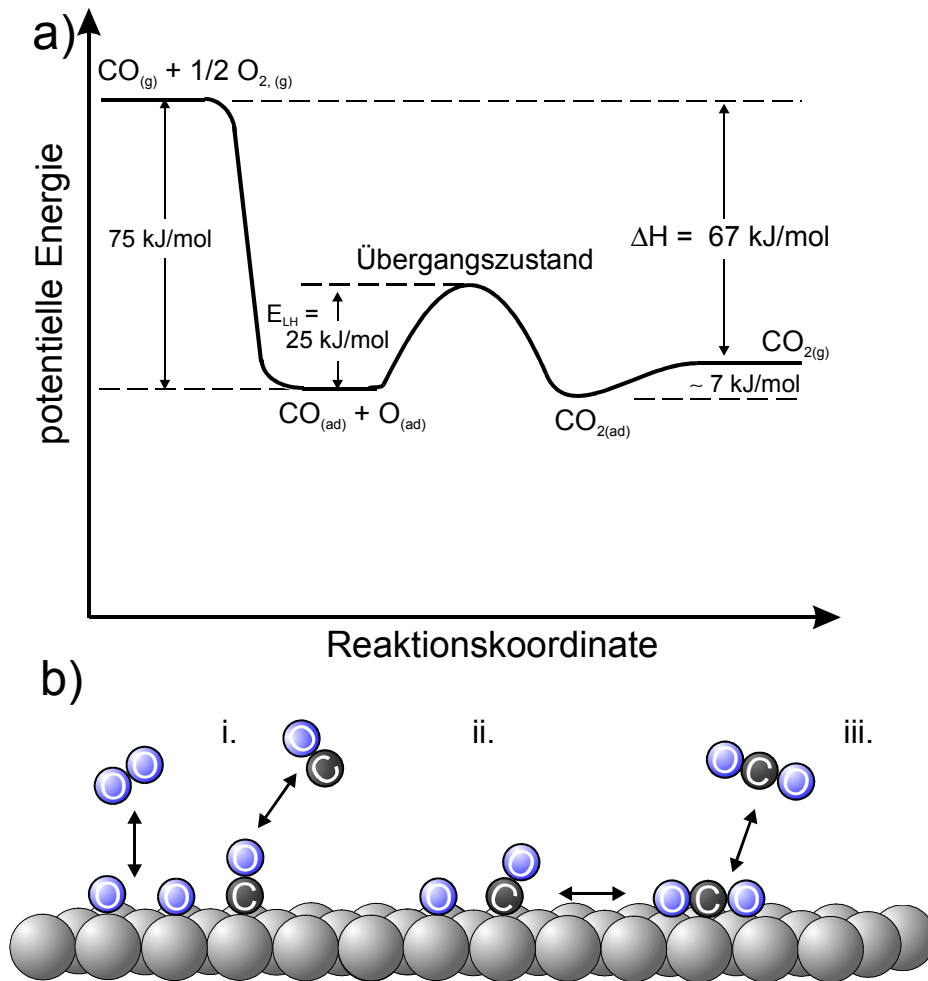 a)
CO(g) + 1/2 O2, (g)
potentielle Energie
75 kJ/mol
ΔH = 67 kJ/mol
Übergangszustand
ELH =
25 kJ/mol
CO2(g)
~ 7 kJ/mol
CO(ad) + O(ad)
CO2(ad)
Reaktionskoordinate
b)
i.
ii.
iii.
O O
O C
O C O
O
O O C
O C O
O C O